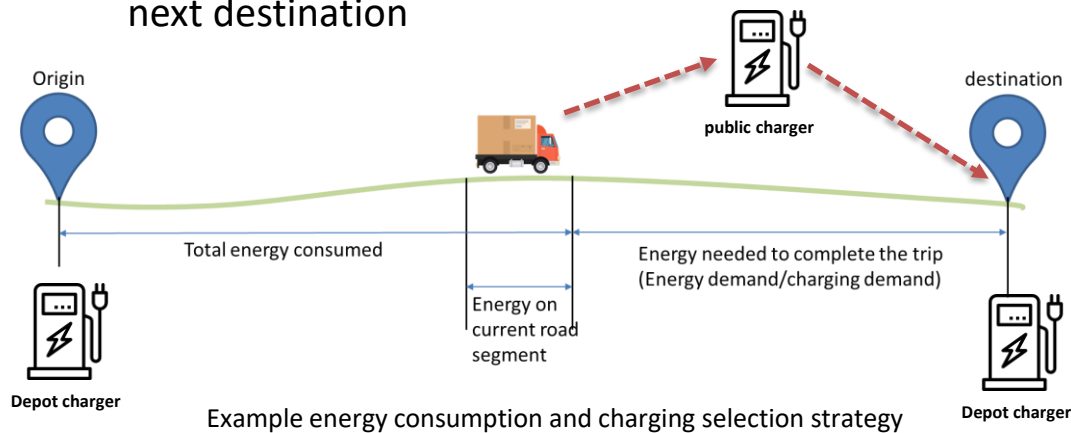 next destination
Origin
destination
public charger
Total energy consumed
Energy needed to complete the trip
(Energy demand/charging demand)
Energy on
current road
segment
Depot charger
Depot charger
Example energy consumption and charging selection strategy